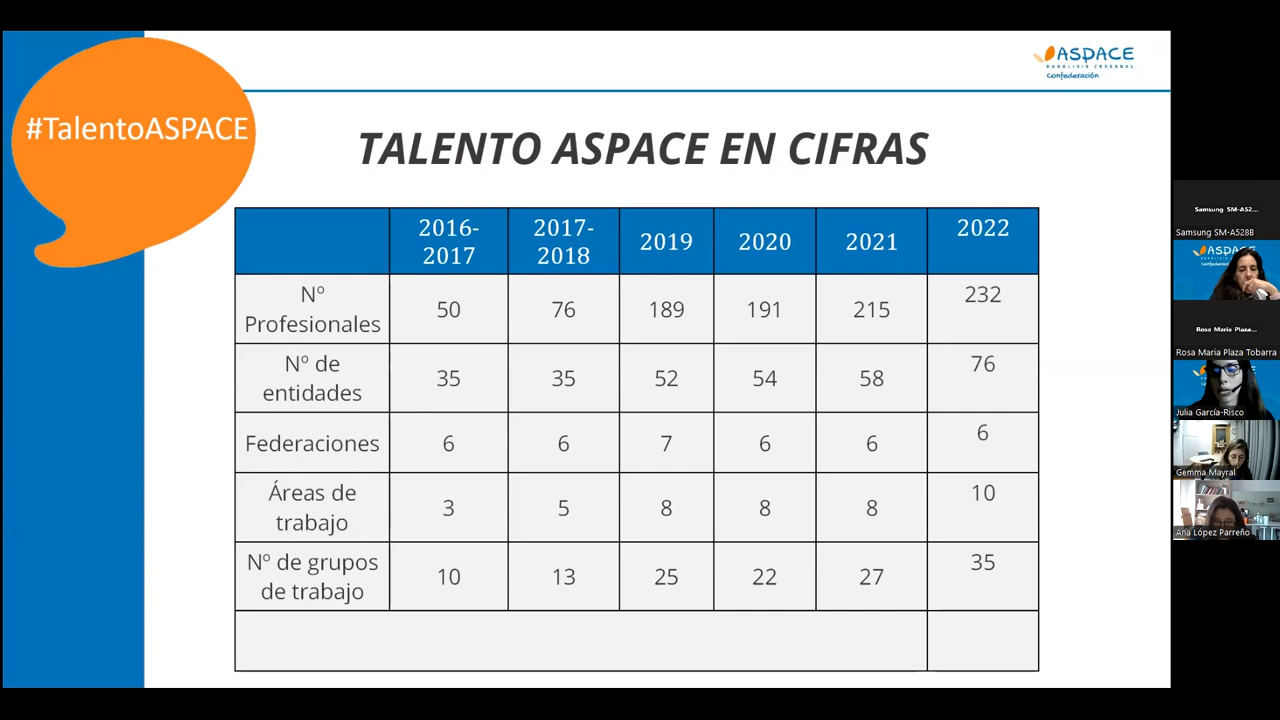 #TalentoASPACE
ASPACE
PARÁLISIS CEREBRAL
Confederación
TALENTO ASPACE EN CIFRAS
2016-2017 2017-2018 2019 2020 2021 2022
Nº Profesionales 50 76 189 191 215 232
Nº de entidades 35 35 52 54 58 76
Federaciones 6 6 7 6 6 6
Áreas de trabajo 3 5 8 8 8 10
Nº de grupos de trabajo 10 13 25 22 27 35
Samsung SM-A52...
Samsung SM-A528B
ASPACE
Confederación
Rosa Maria Plaza...
Rosa Maria Plaza Tobarra
Julia García-Risco
Gemma Mayral
Ana López Parreño